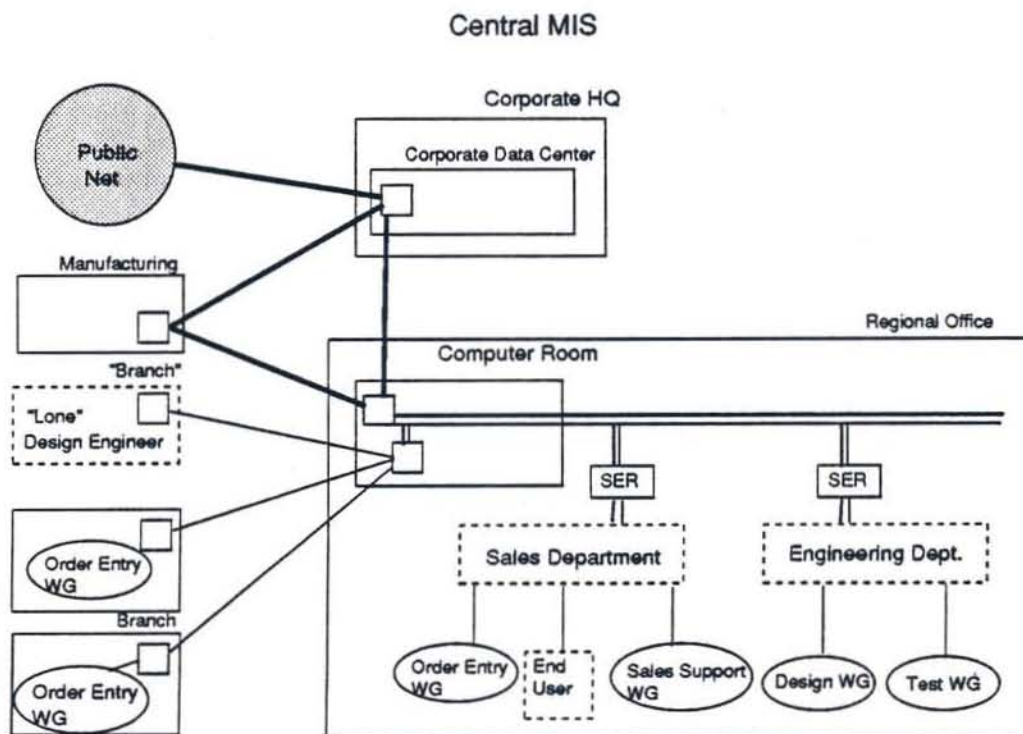 Central MIS
Corporate HQ
Public
Net
Corporate Data Center
Manufacturing
Regional Office
Computer Room
"Branch"
"Lone"
Design Engineer
SER
SER
Sales Department
Engineering Dept.
Order Entry
WG
Branch
Order Entry
WG
End
User
Sales Support
WG
Design WG
Test WG
Order Entry
WG